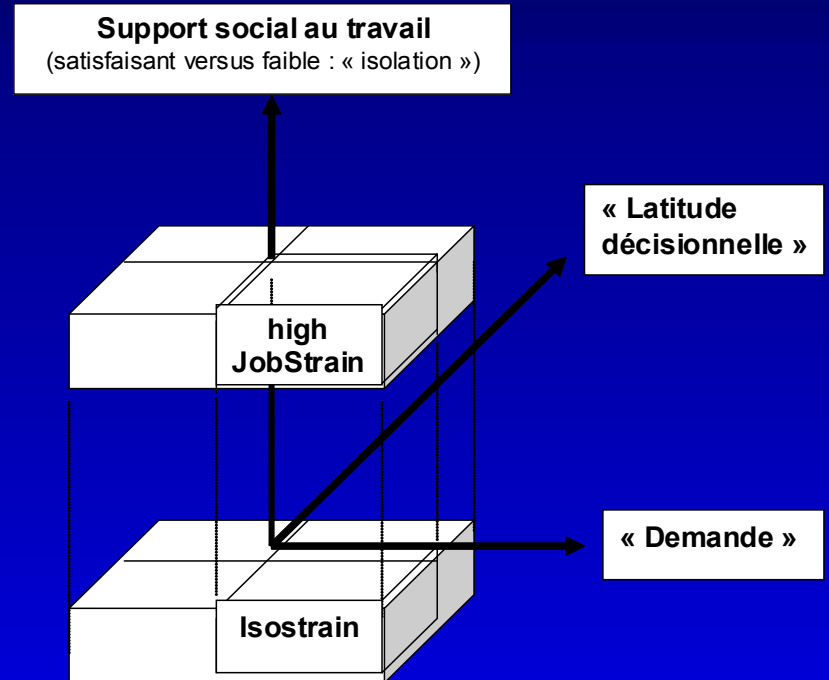 Support social au travail
(satisfaisant versus faible : « isolation »)
« Latitude
décisionnelle »
high
JobStrain
« Demande »
Isostrain